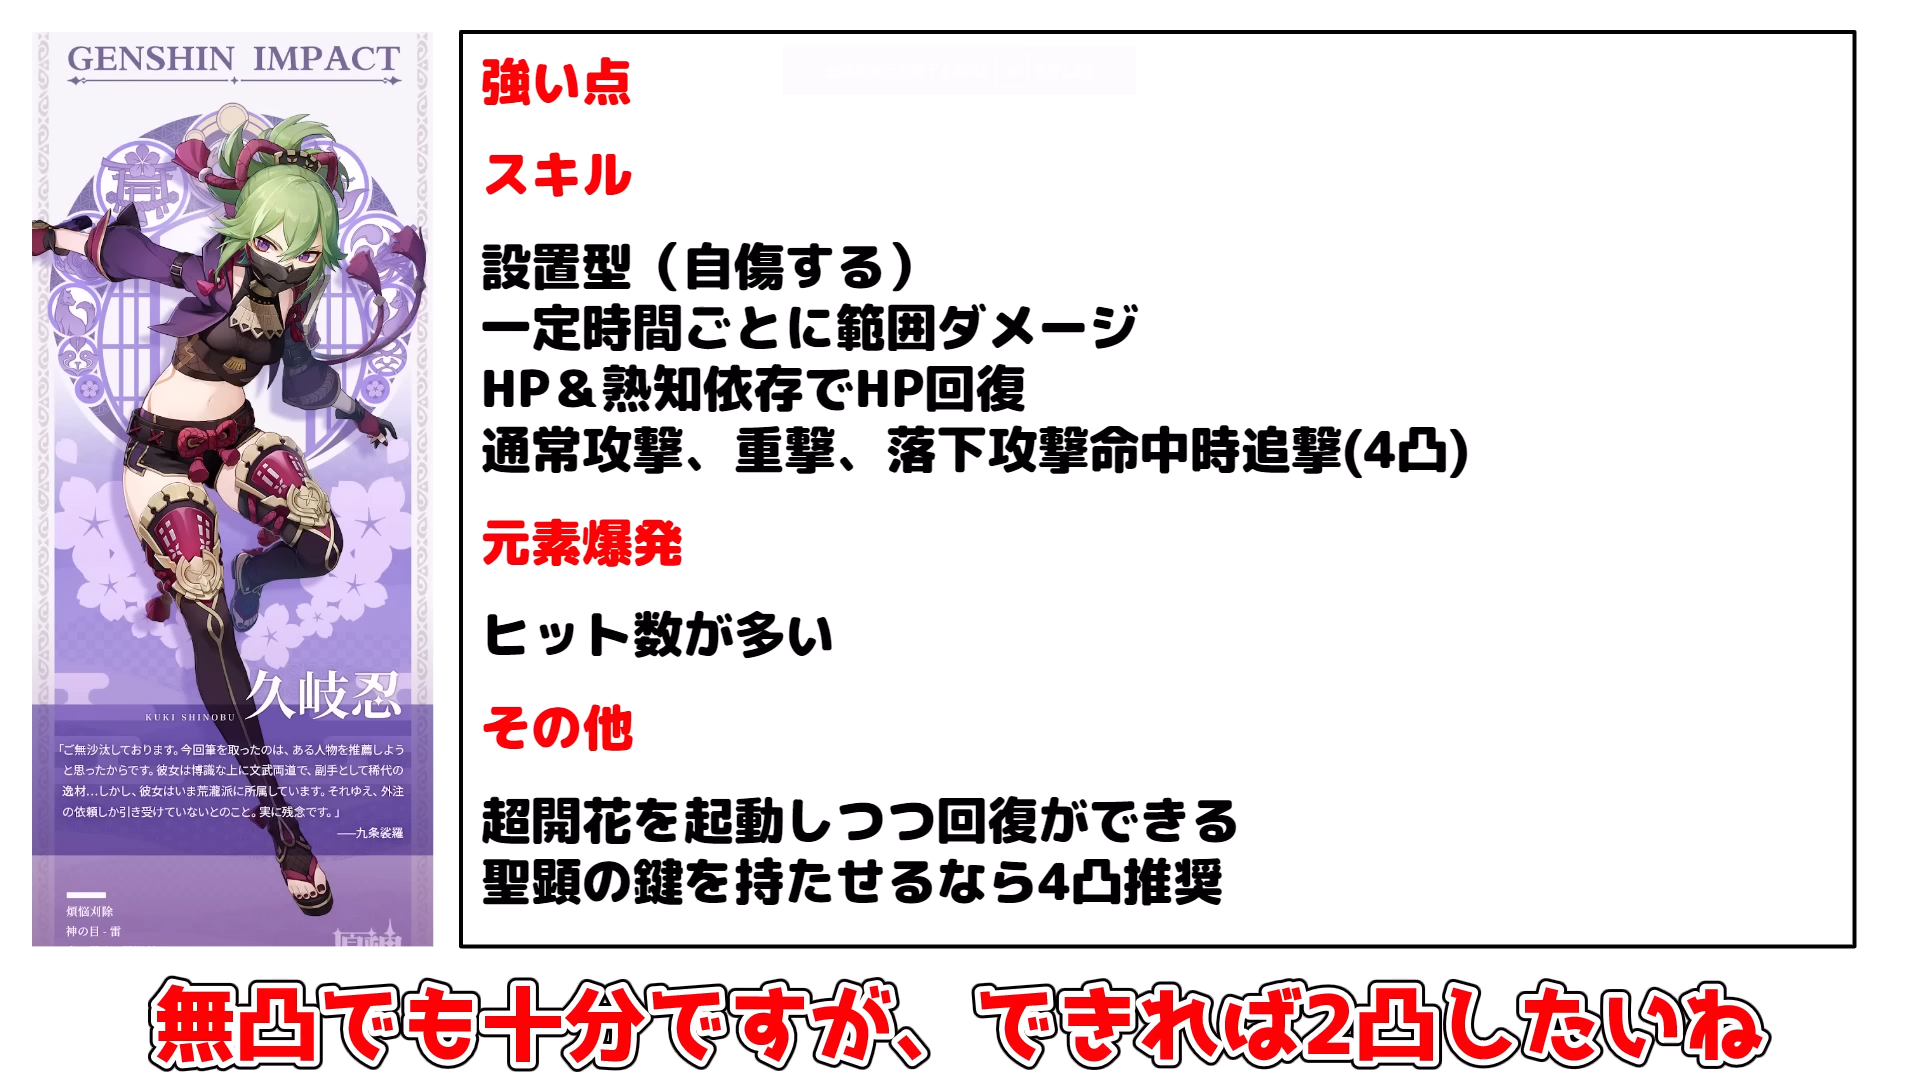 GENSHIN IMPACT
久岐忍
KUKI SHINOBU
「ご無沙汰しております。今回筆を取ったのは、ある人物を推薦しよう
と思ったからです。彼女は博識な上に文武両道で、副手として稀代の
逸材…しかし、彼女はいま荒瀧派に所属しています。それゆえ、外注
の依頼しか引き受けていないとのこと。実に残念です。」
──九条裟羅
煩悩刈除
神の目 - 雷
原神
強い点
スキル
設置型（自傷する）
一定時間ごとに範囲ダメージ
HP＆熟知依存でHP回復
通常攻撃、重撃、落下攻撃命中時追撃(4凸)
元素爆発
ヒット数が多い
その他
超開花を起動しつつ回復ができる
聖顕の鍵を持たせるなら4凸推奨
無凸でも十分ですが、できれば2凸したいね